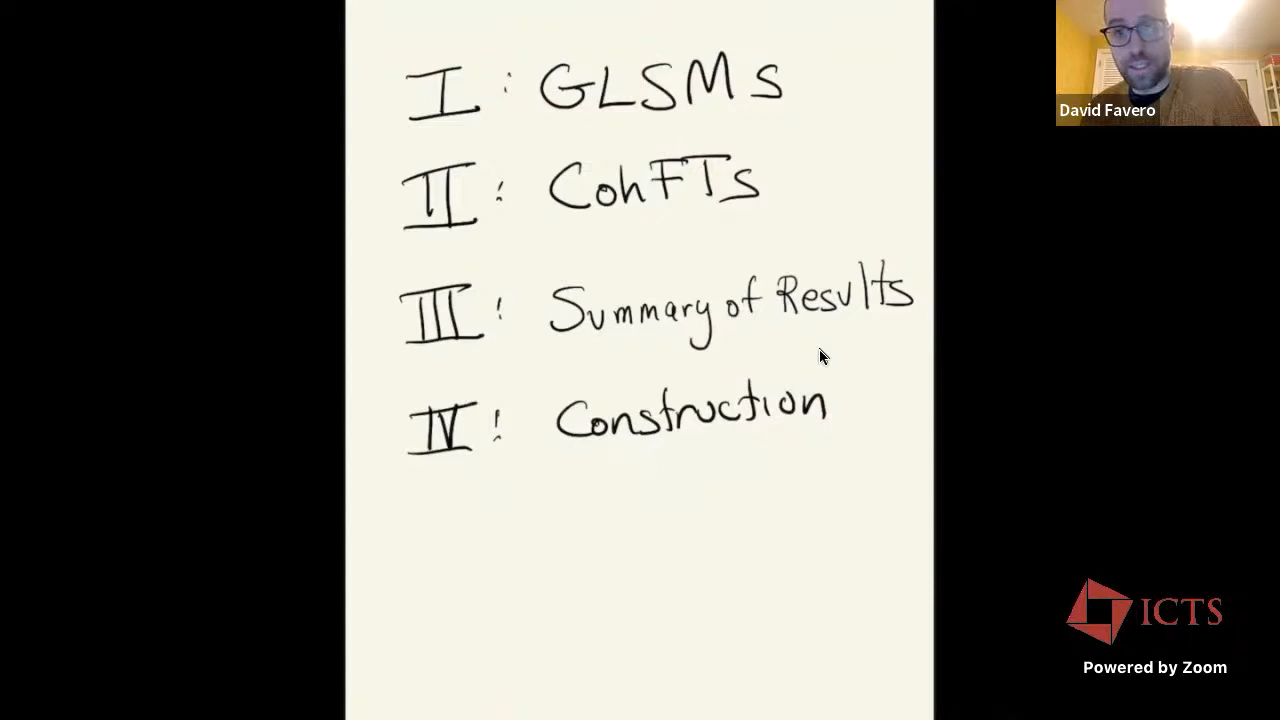 I : GLSMs
David Favero
II : CohFTs
III : Summary of Results
IV : Construction
ICTS
Powered by Zoom